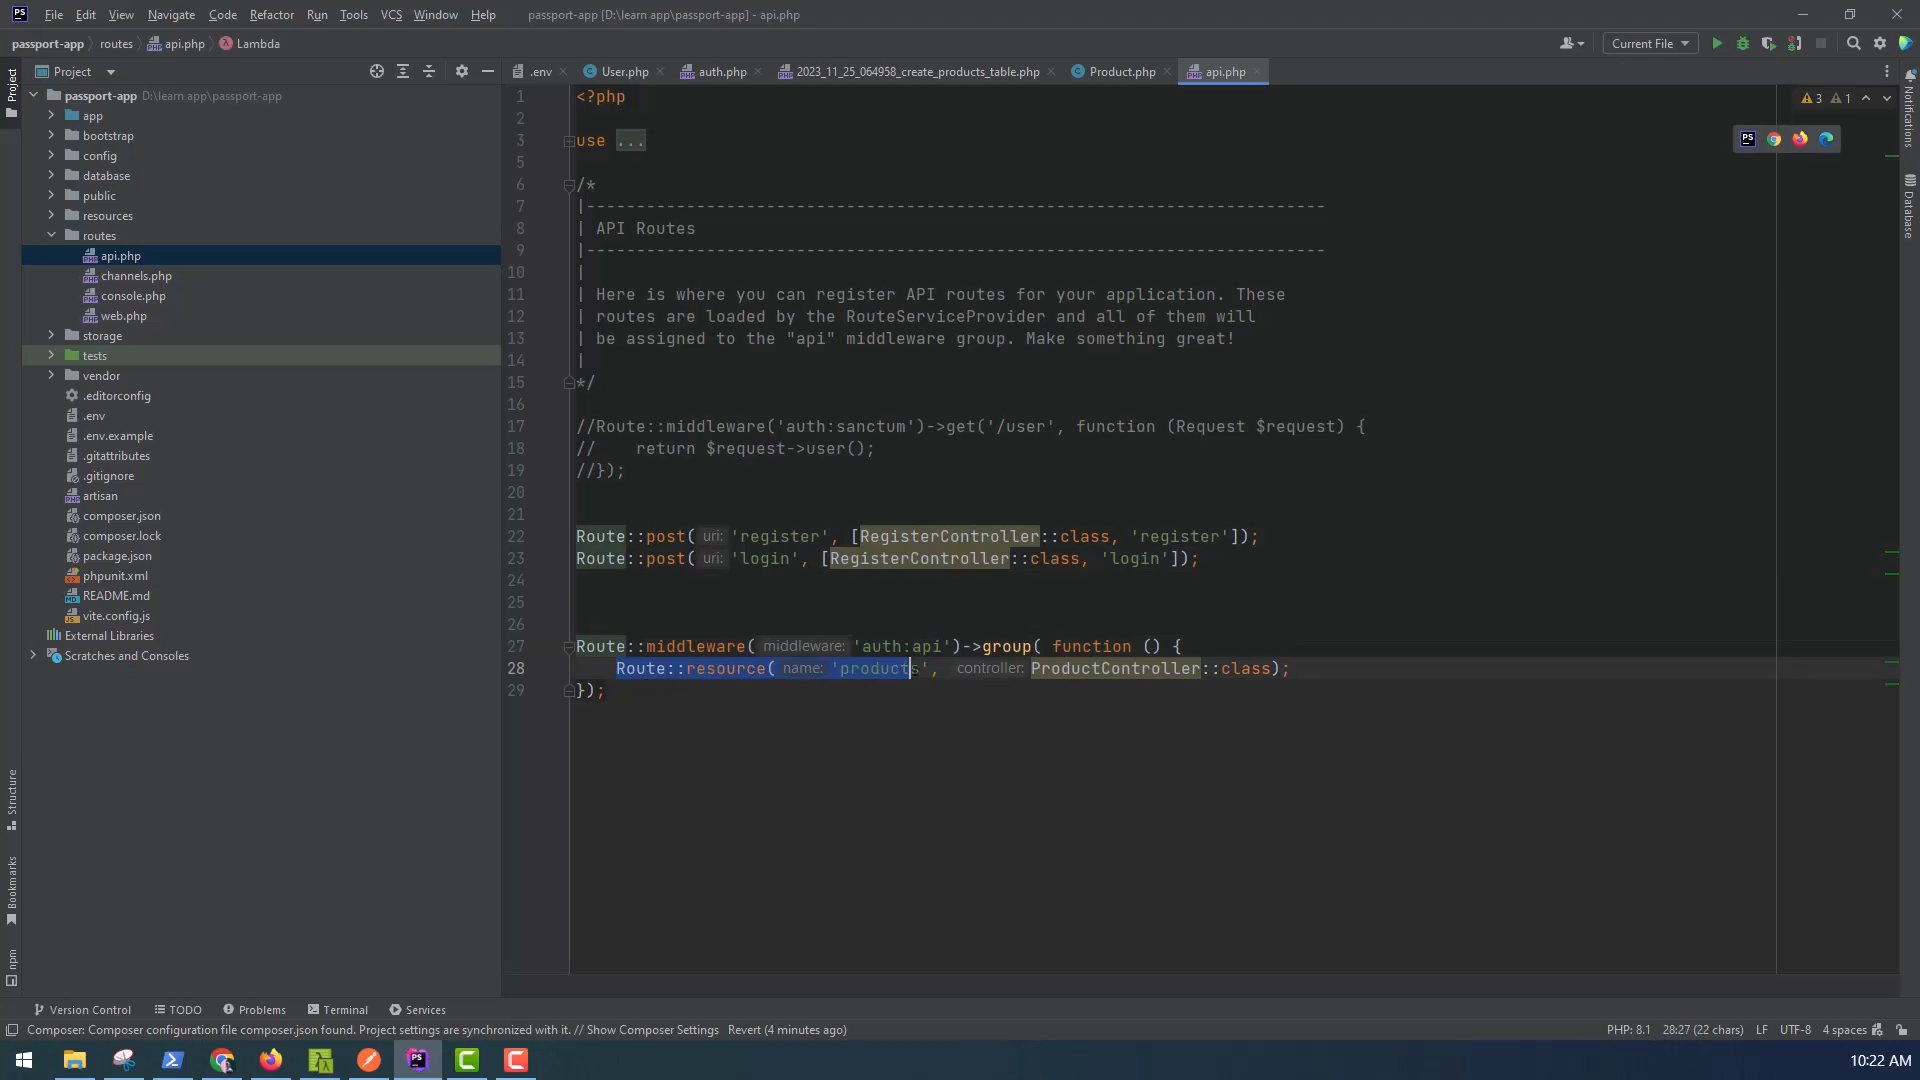 PS File Edit View Navigate Code Refactor Run Tools VCS Window Help passport-app [D:\learn app\passport-app] - api.php
passport-app routes api.php Lambda Current File
Project
.env User.php auth.php 2023_11_25_064958_create_products_table.php Product.php api.php
passport-app D:\learn app\passport-app
app
bootstrap
config
database
public
resources
routes
api.php
channels.php
console.php
web.php
storage
tests
vendor
.editorconfig
.env
.env.example
.gitattributes
.gitignore
artisan
composer.json
composer.lock
package.json
phpunit.xml
README.md
vite.config.js
External Libraries
Scratches and Consoles
Project
Structure
Bookmarks
npm
1 <?php
2
3 use ...
5
6 /*
7 |--------------------------------------------------------------------------
8 | API Routes
9 |--------------------------------------------------------------------------
10 |
11 | Here is where you can register API routes for your application. These
12 | routes are loaded by the RouteServiceProvider and all of them will
13 | be assigned to the "api" middleware group. Make something great!
14 |
15 */
16
17 //Route::middleware('auth:sanctum')->get('/user', function (Request $request) {
18 //    return $request->user();
19 //});
20
21
22 Route::post( uri: 'register', [RegisterController::class, 'register']);
23 Route::post( uri: 'login', [RegisterController::class, 'login']);
24
25
26
27 Route::middleware( middleware: 'auth:api')->group( function () {
28     Route::resource( name: 'products', controller: ProductController::class);
29 });
3 1
Notifications
Database
Version Control TODO Problems Terminal Services
Composer: Composer configuration file composer.json found. Project settings are synchronized with it. // Show Composer Settings Revert (4 minutes ago) PHP: 8.1 28:27 (22 chars) LF UTF-8 4 spaces
10:22 AM